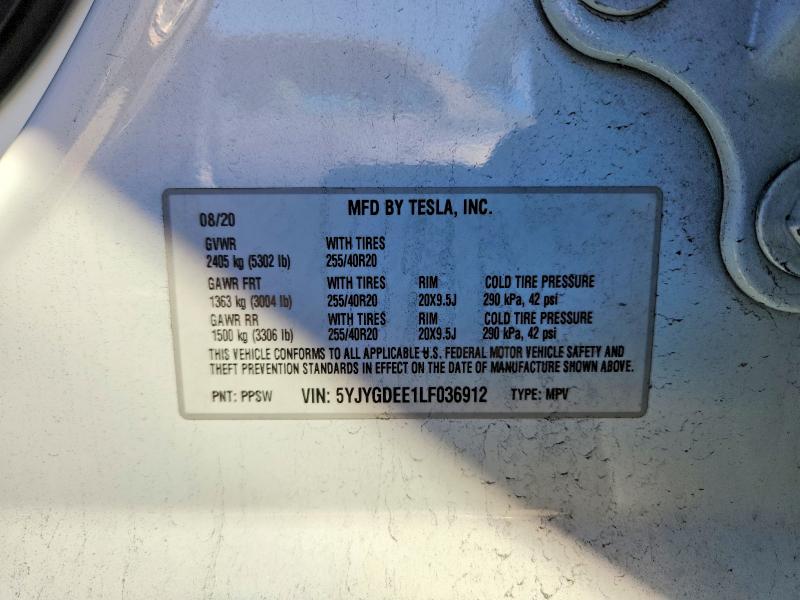 MFD BY TESLA, INC.
08/20
GVWR WITH TIRES
2405 kg (5302 lb) 255/40R20
GAWR FRT WITH TIRES RIM COLD TIRE PRESSURE
1363 kg (3004 lb) 255/40R20 20X9.5J 290 kPa, 42 psi
GAWR RR WITH TIRES RIM COLD TIRE PRESSURE
1500 kg (3306 lb) 255/40R20 20X9.5J 290 kPa, 42 psi
THIS VEHICLE CONFORMS TO ALL APPLICABLE U.S. FEDERAL MOTOR VEHICLE SAFETY AND
THEFT PREVENTION STANDARDS IN EFFECT ON THE DATE OF MANUFACTURE SHOWN ABOVE.
PNT: PPSW VIN: 5YJYGDEE1LF036912 TYPE: MPV